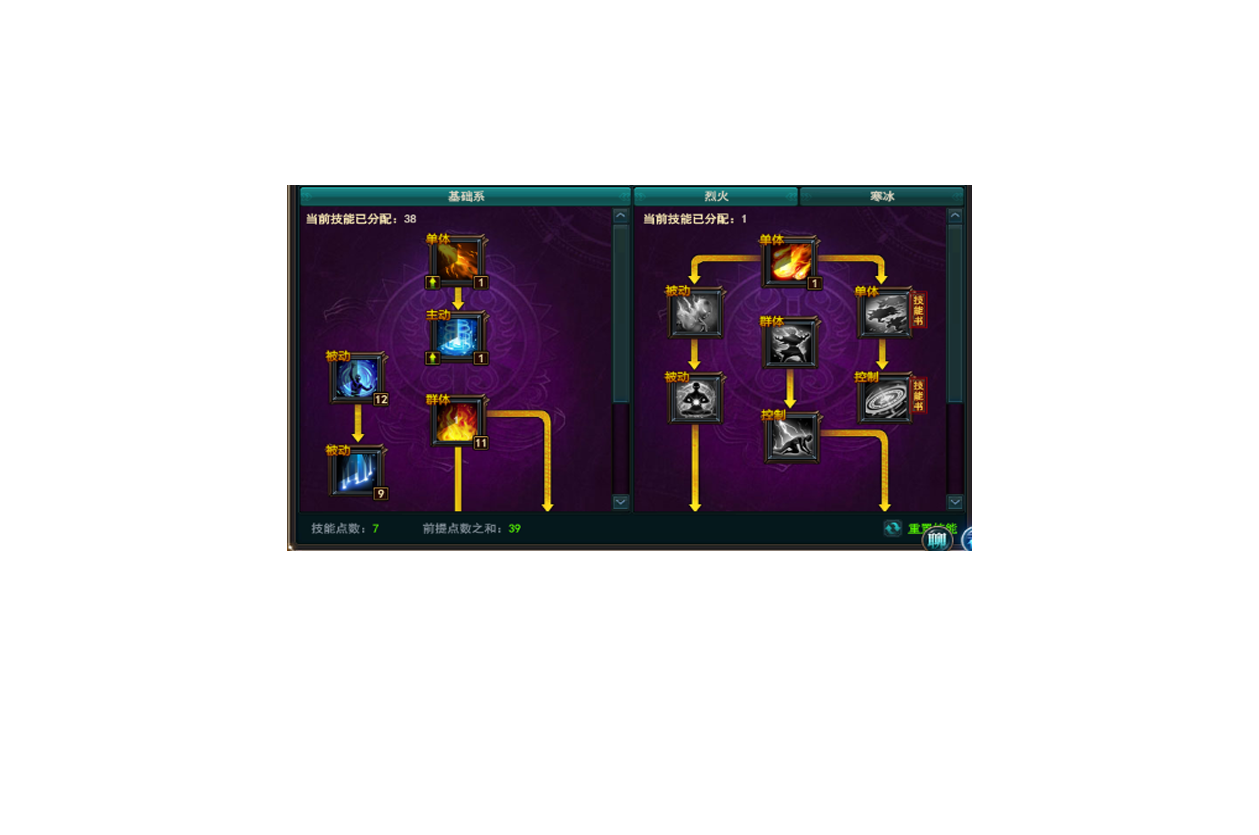 基础系
烈火
寒冰
当前技能已分配：38
当前技能已分配：1
单体
1
主动
1
被动
12
群体
11
被动
9
单体
1
被动
单体
技能书
群体
被动
控制
技能书
控制
技能点数：7
前提点数之和：39
重置技能
聊